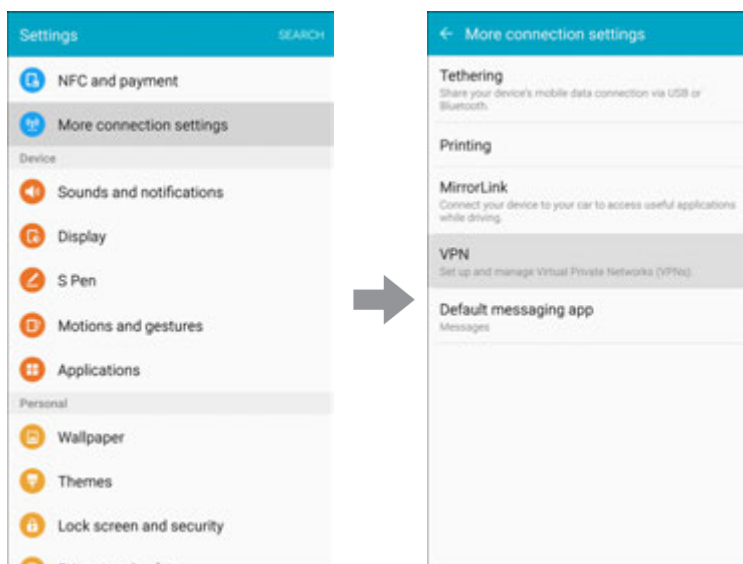 Settings
SEARCH
NFC and payment
More connection settings
Device
Sounds and notifications
Display
S Pen
Motions and gestures
Applications
Personal
Wallpaper
Themes
Lock screen and security
← More connection settings
Tethering
Share your device's mobile data connection via USB or
Bluetooth.
Printing
MirrorLink
Connect your device to your car to access useful applications
while driving.
VPN
Set up and manage Virtual Private Networks (VPNs).
Default messaging app
Messages